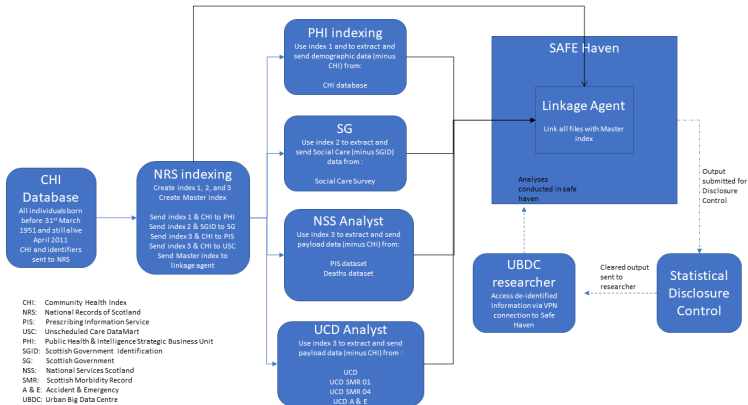 CHI
Database
All individuals born
before 31st March
1951 and still alive
April 2011
CHI and identifiers
sent to NRS
NRS indexing
Create index 1, 2, and 3
Create Master Index
Send index 1 & CHI to PHI
Send index 2 & SGID to SG
Send index 3 & CHI to PIS
Send index 3 & CHI to USC
Send Master index to
linkage agent
PHI indexing
Use index 1 and to extract and
send demographic data (minus
CHI) from:
CHI database
SG
Use index 2 to extract and
send Social Care (minus SGID)
data from :
Social Care Survey
NSS Analyst
Use index 3 to extract and send
payload data (minus CHI) from:
PIS dataset
Deaths dataset
UCD Analyst
Use index 3 to extract and send
payload data (minus CHI) from :
UCD
UCD SMR 01
UCD SMR 04
UCD A & E
SAFE Haven
Linkage Agent
Link all files with Master
index
Analyses
conducted in safe
haven
Output
submitted for
Disclosure
Control
UBDC
researcher
Access de-identified
information via VPN
connection to Safe
Haven
Cleared output
sent to
researcher
Statistical
Disclosure
Control
CHI: Community Health Index
NRS: National Records of Scotland
PIS: Prescribing Information Service
USC: Unscheduled Care DataMart
PHI: Public Health & Intelligence Strategic Business Unit
SGID: Scottish Government Identification
SG: Scottish Government
NSS: National Services Scotland
SMR: Scottish Morbidity Record
A & E: Accident & Emergency
UBDC: Urban Big Data Centre